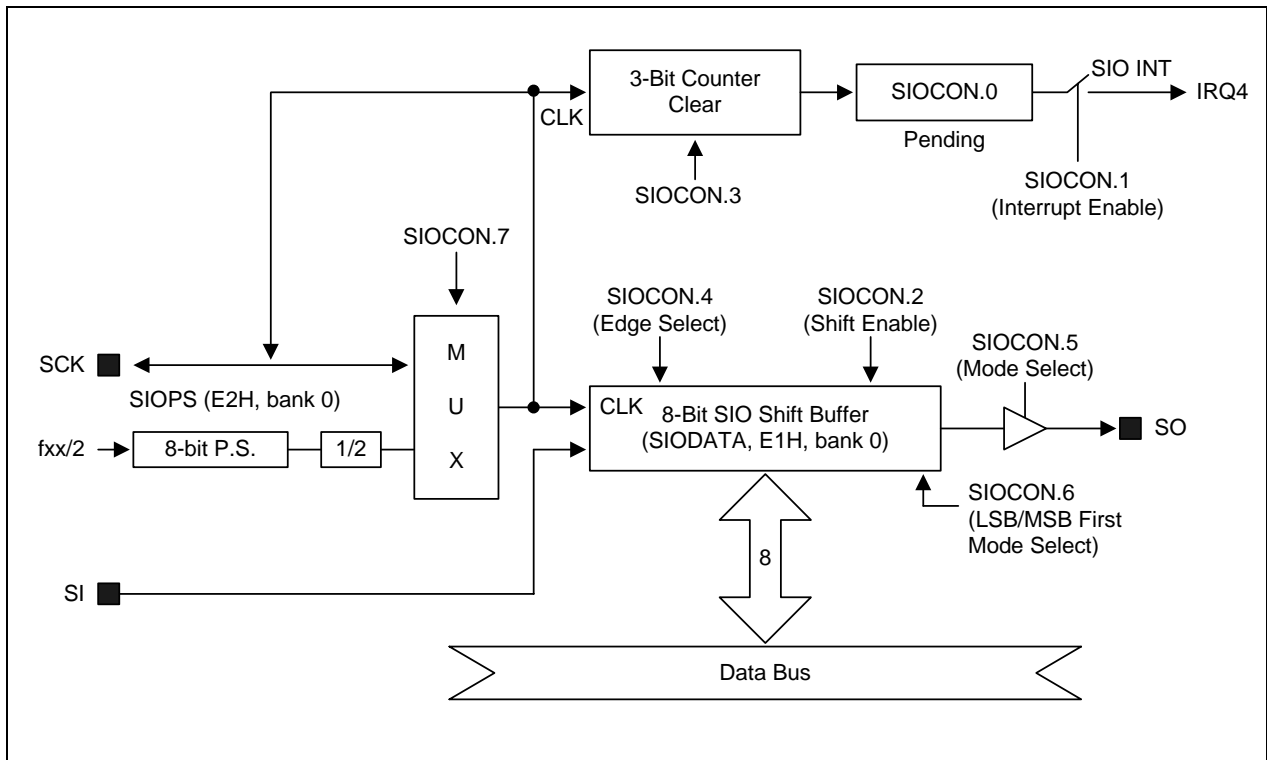 3-Bit Counter
Clear
SIOCON.0
SIO INT
IRQ4
CLK
Pending
SIOCON.3
SIOCON.1
(Interrupt Enable)
SIOCON.7
SIOCON.4
(Edge Select)
SIOCON.2
(Shift Enable)
SIOCON.5
(Mode Select)
SCK
M
U
X
SIOPS (E2H, bank 0)
CLK
8-Bit SIO Shift Buffer
(SIODATA, E1H, bank 0)
SO
fxx/2
8-bit P.S.
1/2
SIOCON.6
(LSB/MSB First
Mode Select)
8
SI
Data Bus